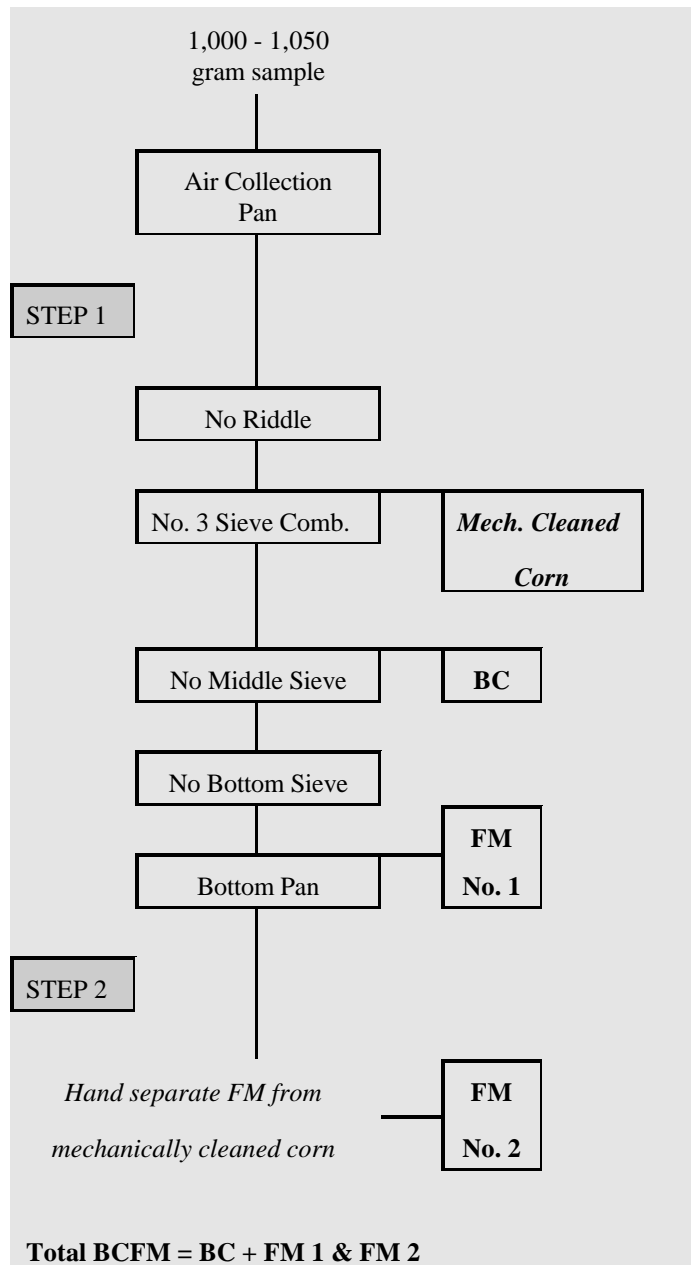 1,000 - 1,050
gram sample
Air Collection
Pan
STEP 1
No Riddle
No. 3 Sieve Comb.
Mech. Cleaned
Corn
No Middle Sieve
BC
No Bottom Sieve
FM
No. 1
Bottom Pan
STEP 2
Hand separate FM from
mechanically cleaned corn
FM
No. 2
Total BCFM = BC + FM 1 & FM 2